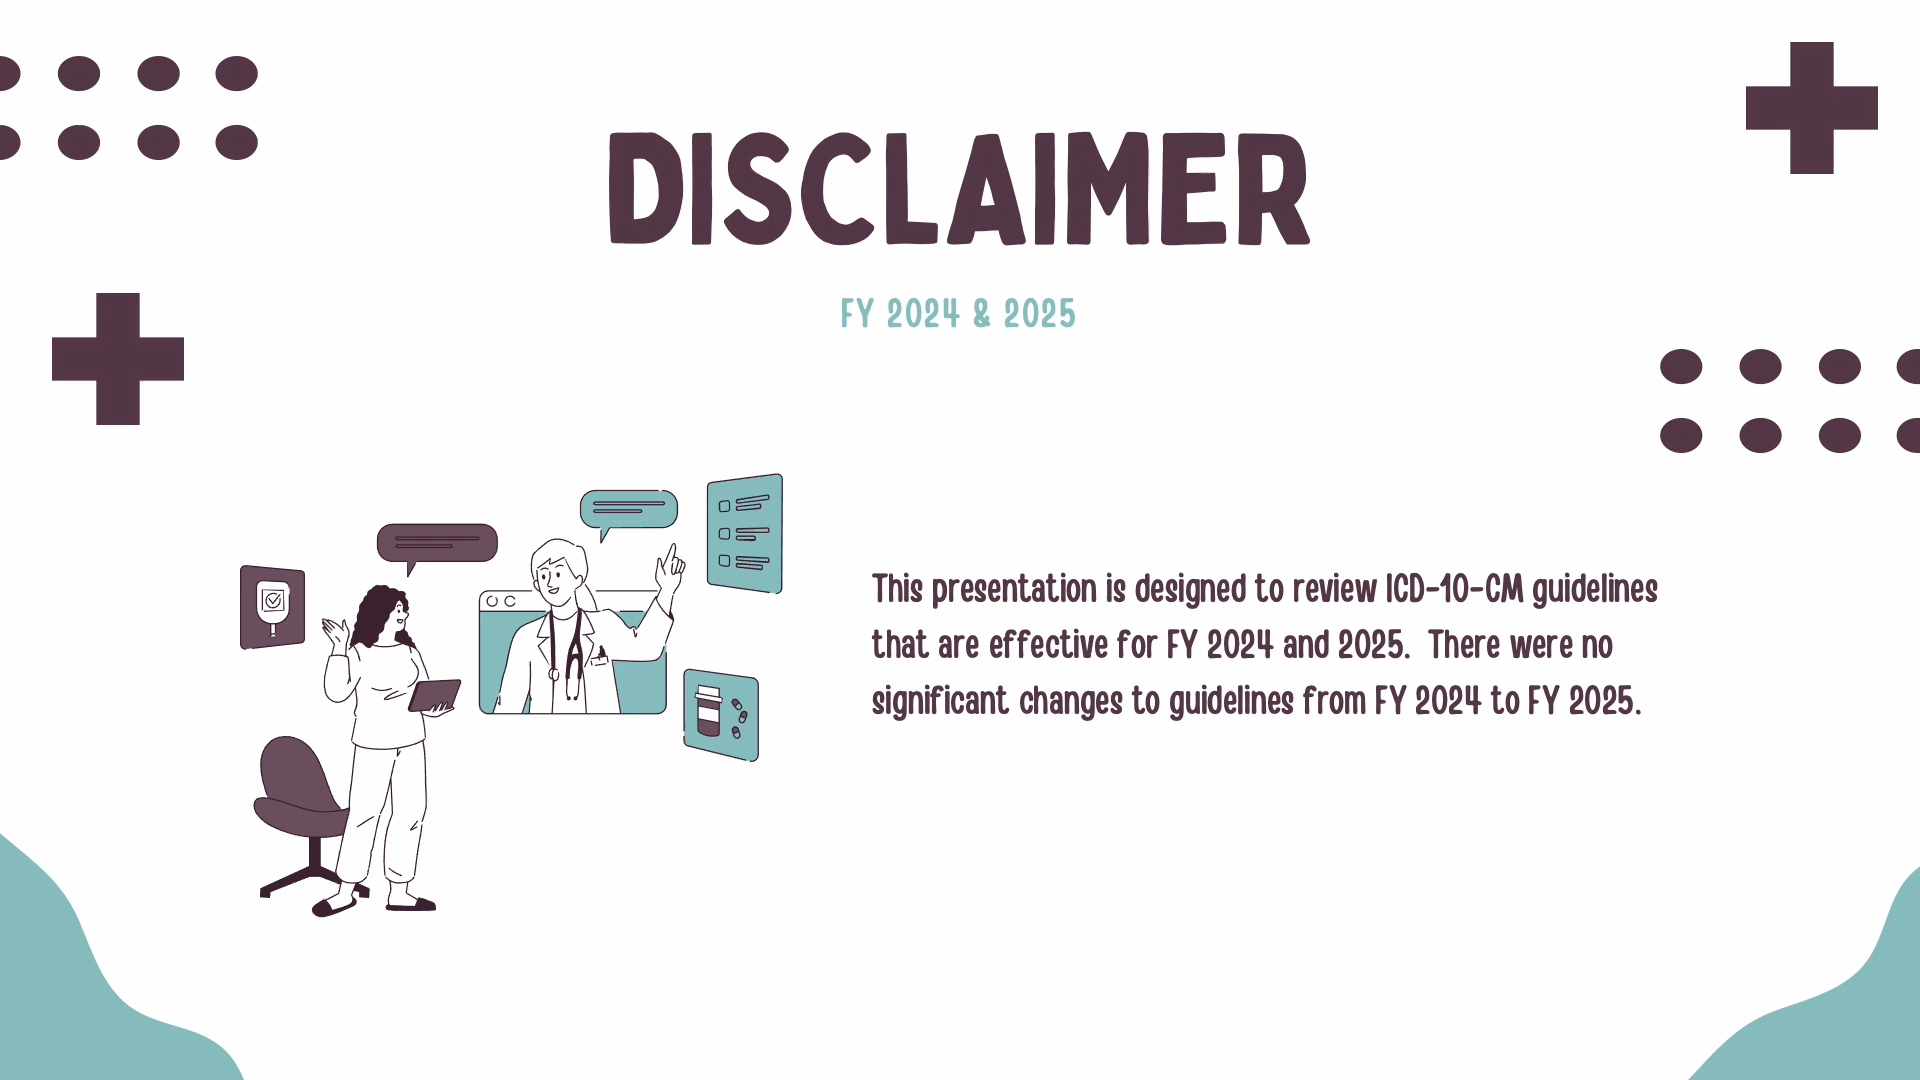 DISCLAIMER
FY 2024 & 2025
This presentation is designed to review ICD-10-CM guidelines
that are effective for FY 2024 and 2025.  There were no
significant changes to guidelines from FY 2024 to FY 2025.